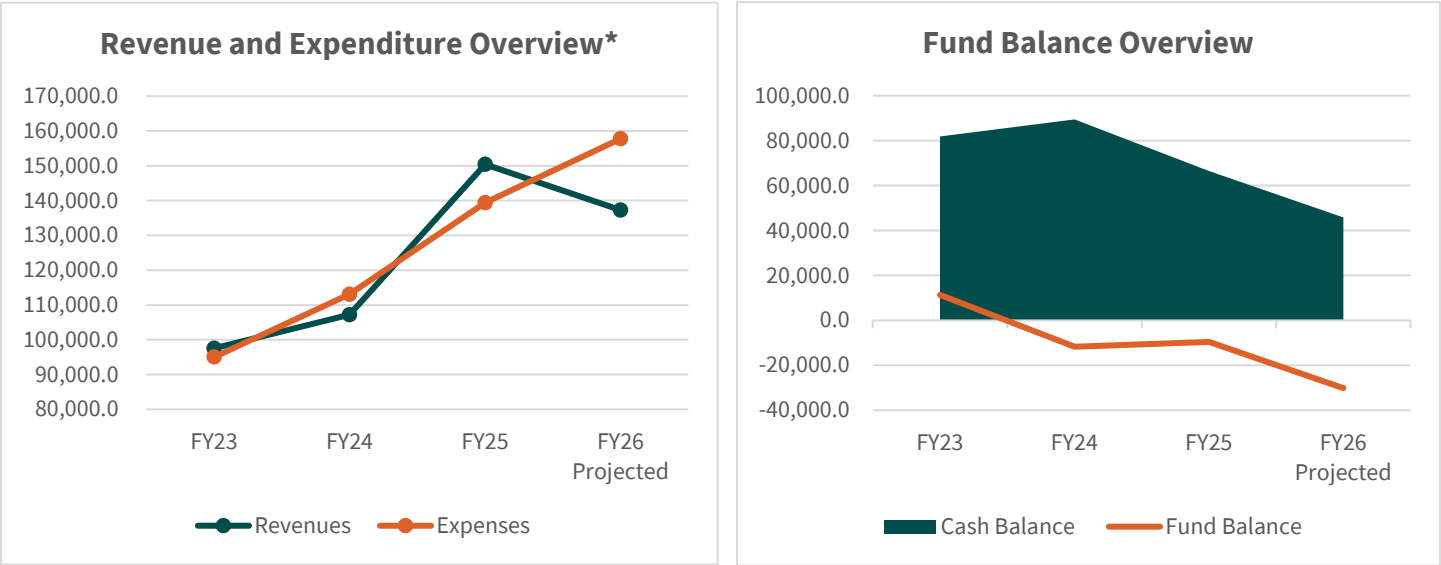 Revenue and Expenditure Overview*
170,000.0
160,000.0
150,000.0
140,000.0
130,000.0
120,000.0
110,000.0
100,000.0
90,000.0
80,000.0
FY23
FY24
FY25
FY26
Projected
Revenues
Expenses
Fund Balance Overview
100,000.0
80,000.0
60,000.0
40,000.0
20,000.0
0.0
-20,000.0
-40,000.0
FY23
FY24
FY25
FY26
Projected
Cash Balance
Fund Balance